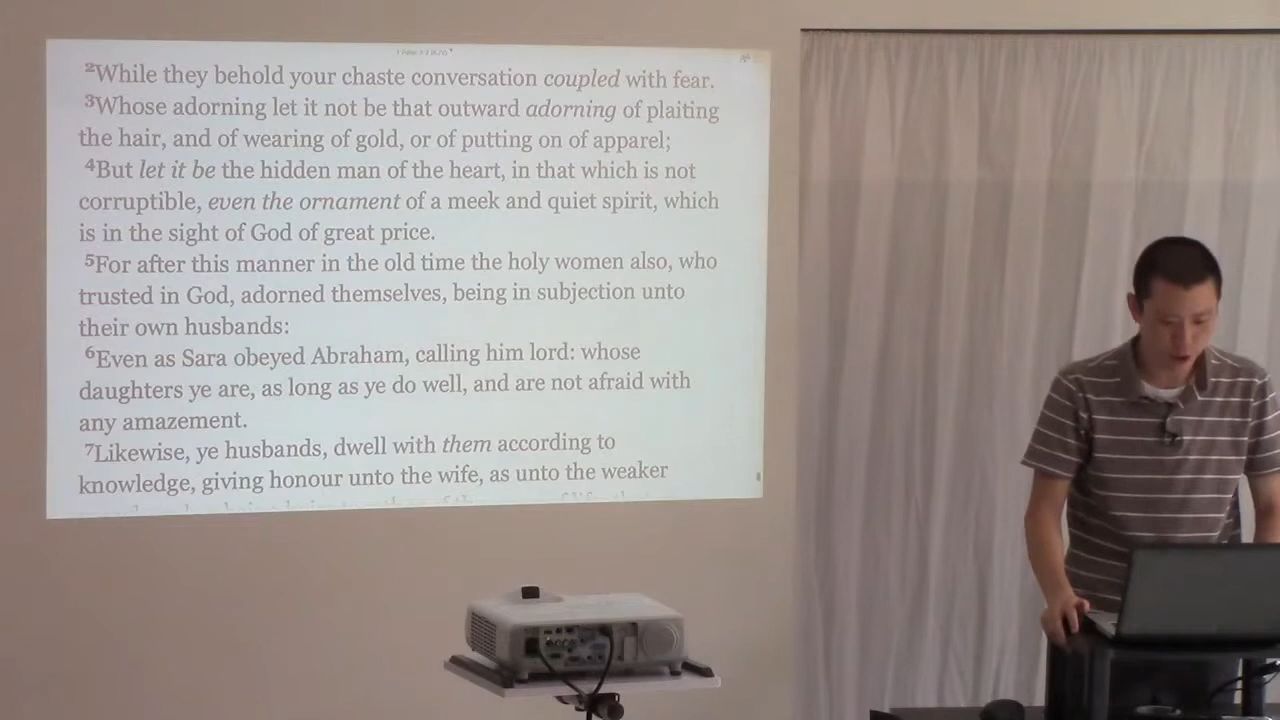 ²While they behold your chaste conversation coupled with fear.
³Whose adorning let it not be that outward adorning of plaiting
the hair, and of wearing of gold, or of putting on of apparel;
⁴But let it be the hidden man of the heart, in that which is not
corruptible, even the ornament of a meek and quiet spirit, which
is in the sight of God of great price.
⁵For after this manner in the old time the holy women also, who
trusted in God, adorned themselves, being in subjection unto
their own husbands:
⁶Even as Sara obeyed Abraham, calling him lord: whose
daughters ye are, as long as ye do well, and are not afraid with
any amazement.
⁷Likewise, ye husbands, dwell with them according to
knowledge, giving honour unto the wife, as unto the weaker